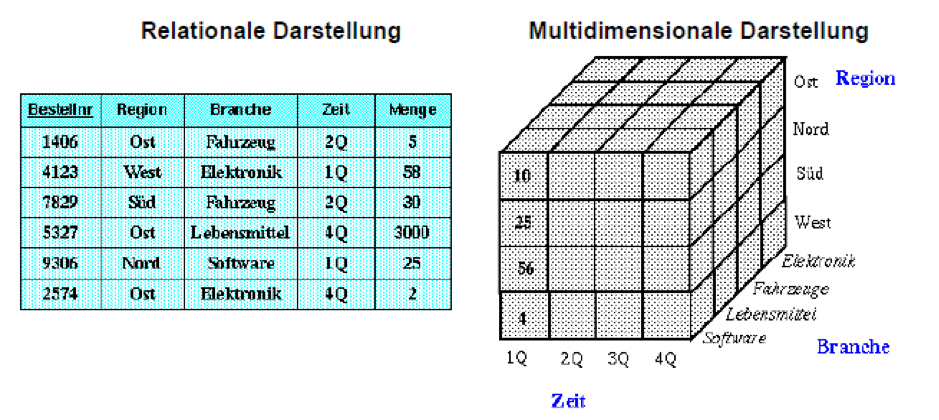 Relationale Darstellung
Bestellnr Region Branche Zeit Menge
1406 Ost Fahrzeug 2Q 5
4123 West Elektronik 1Q 58
7829 Süd Fahrzeug 2Q 30
5327 Ost Lebensmittel 4Q 3000
9306 Nord Software 1Q 25
2574 Ost Elektronik 4Q 2
Multidimensionale Darstellung
Ost Region
Nord
10 Süd
25 West
Elektronik
56
Fahrzeuge
4 Lebensmittel
Software
1Q 2Q 3Q 4Q Branche
Zeit